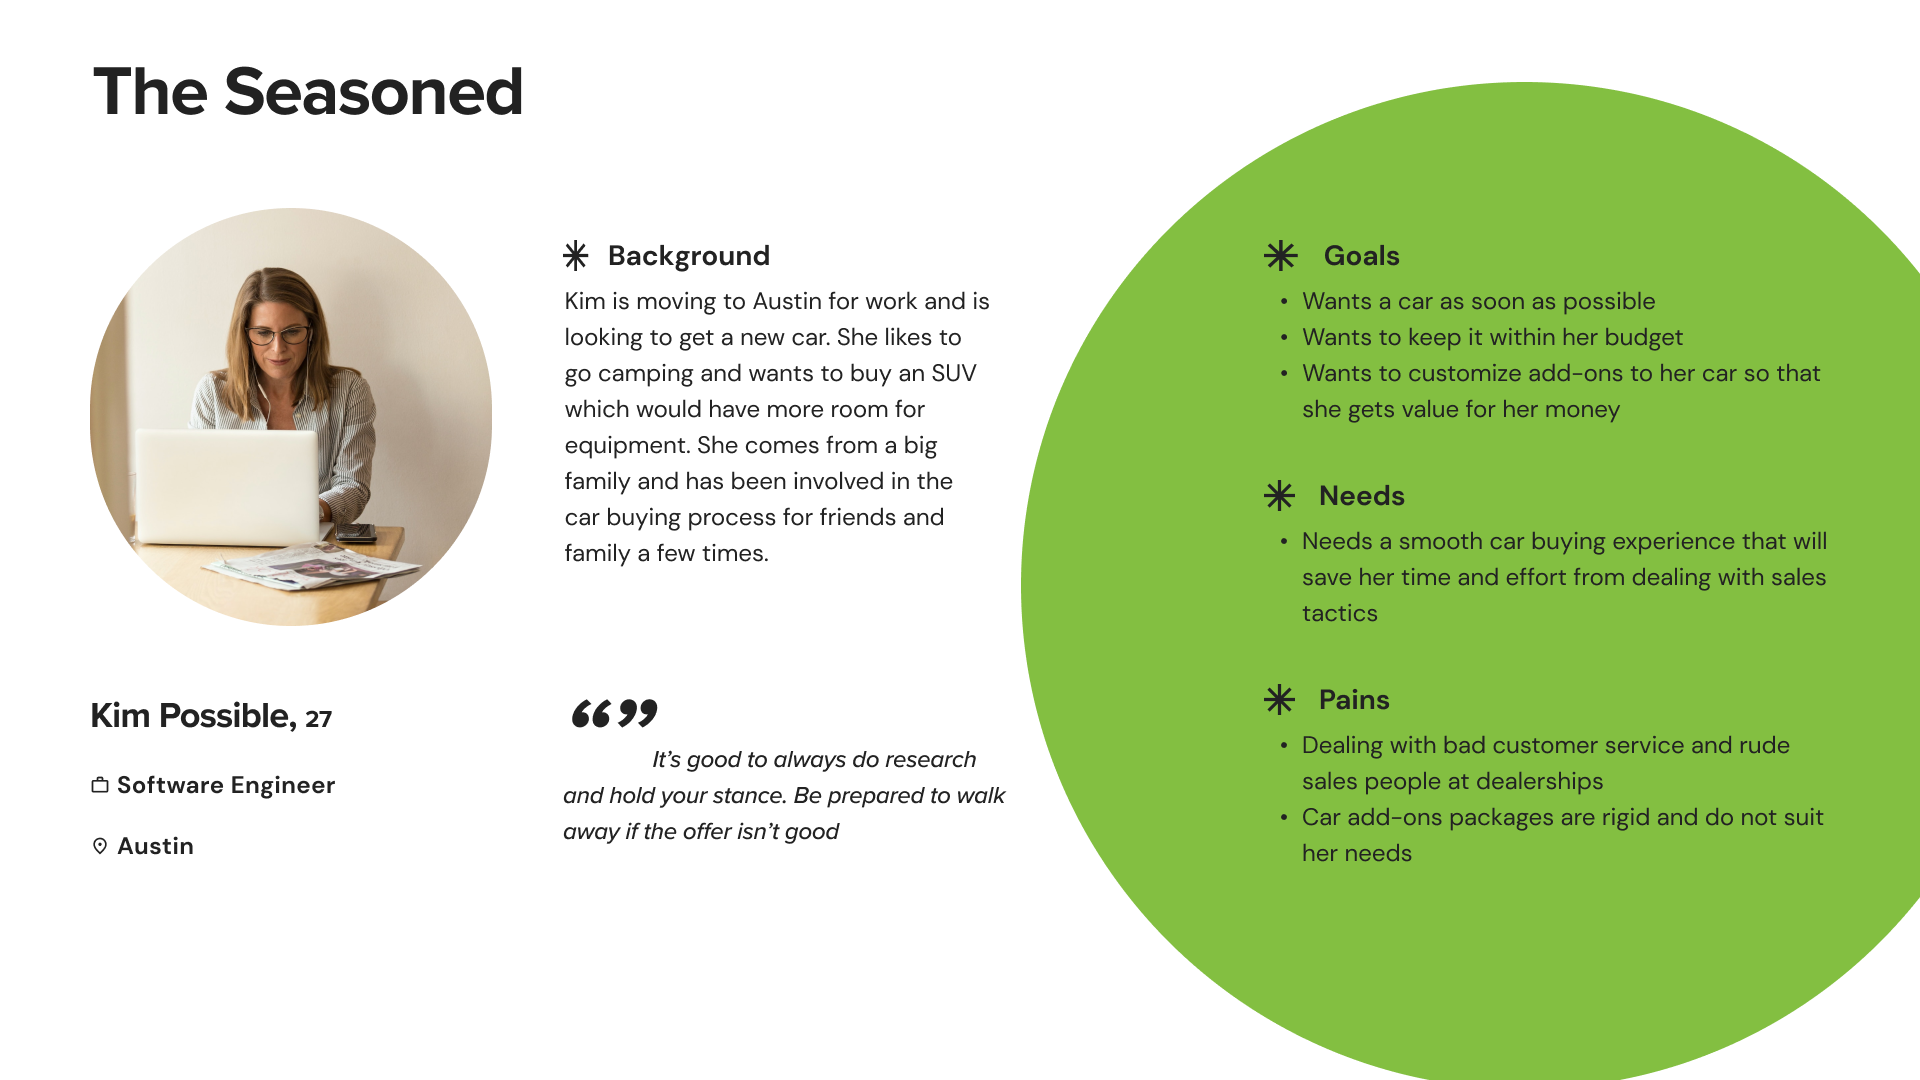 The Seasoned
Background
Kim is moving to Austin for work and is
looking to get a new car. She likes to
go camping and wants to buy an SUV
which would have more room for
equipment. She comes from a big
family and has been involved in the
car buying process for friends and
family a few times.
Kim Possible, 27
Software Engineer
Austin
“”
It’s good to always do research
and hold your stance. Be prepared to walk
away if the offer isn’t good
Goals
• Wants a car as soon as possible
• Wants to keep it within her budget
• Wants to customize add-ons to her car so that
she gets value for her money
Needs
• Needs a smooth car buying experience that will
save her time and effort from dealing with sales
tactics
Pains
• Dealing with bad customer service and rude
sales people at dealerships
• Car add-ons packages are rigid and do not suit
her needs